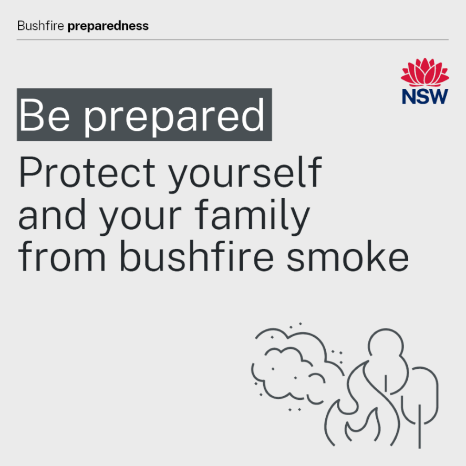 Bushfire preparedness
NSW
Be prepared
Protect yourself
and your family
from bushfire smoke